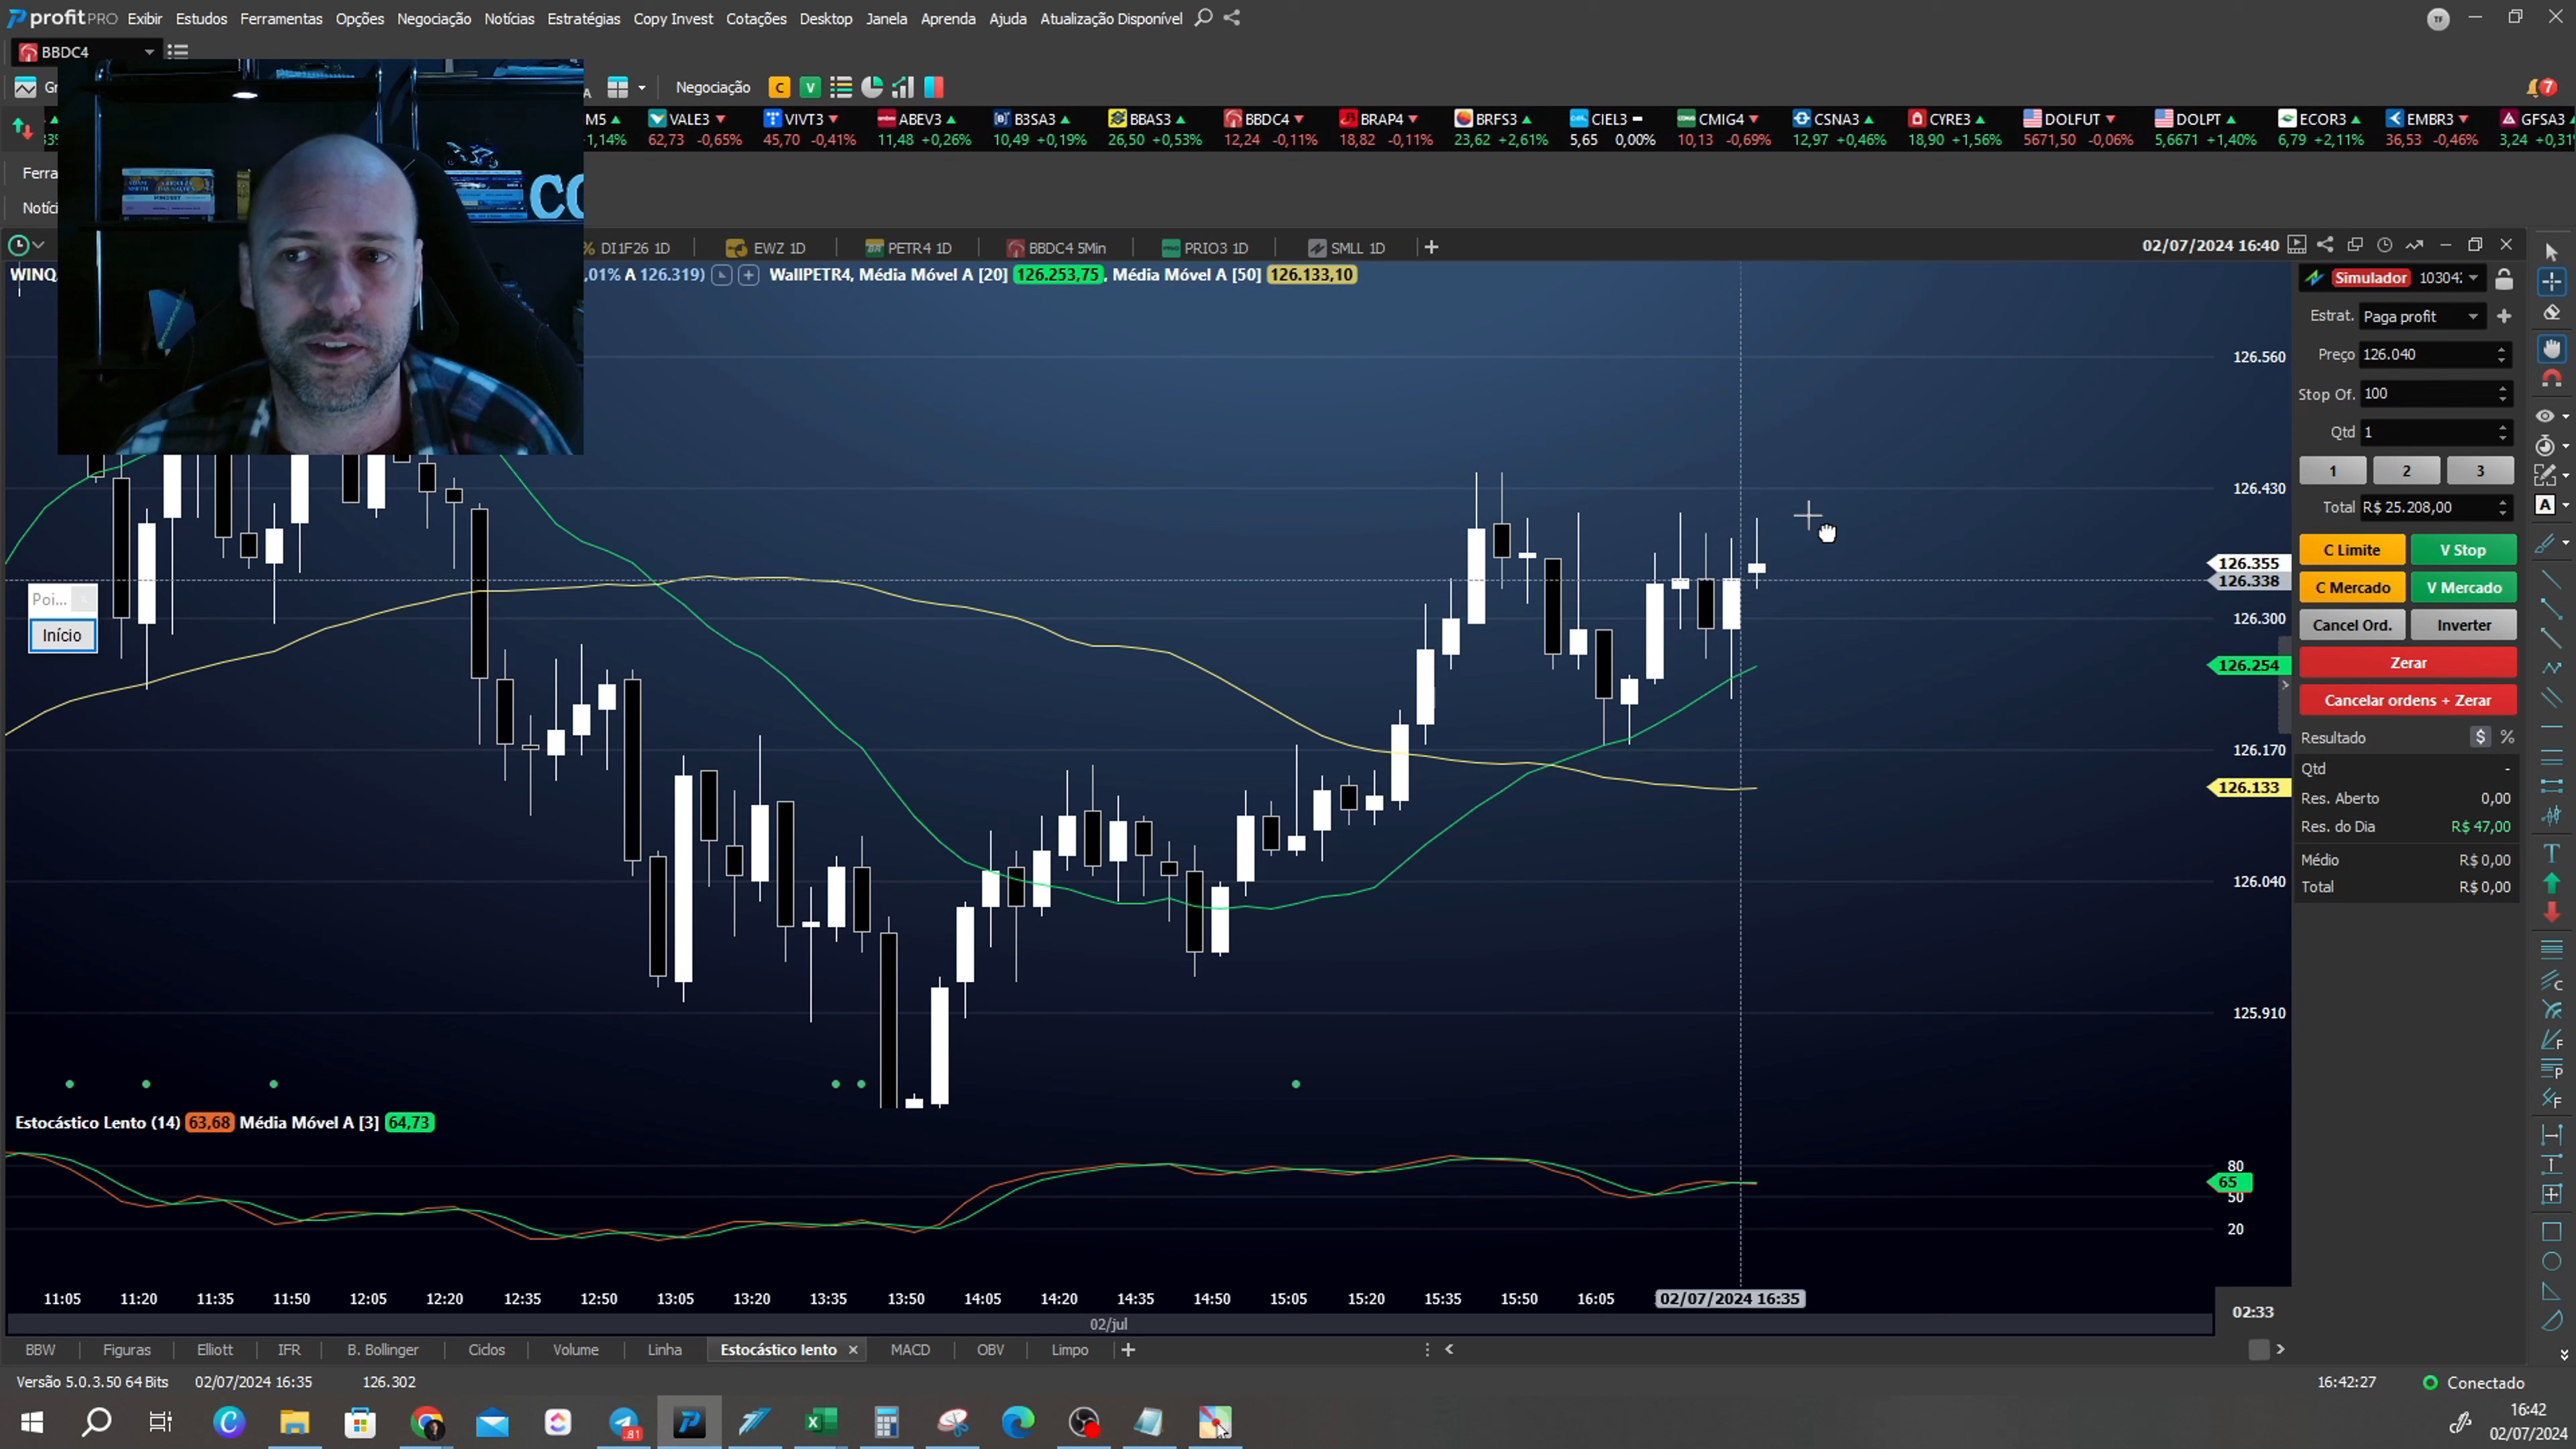 profit PRO Exibir Estudos Ferramentas Opções Negociação Notícias Estratégias Copy Invest Cotações Desktop Janela Aprenda Ajuda Atualização Disponível TF
BBDC4
Negociação C V 7
VALE3 VIVT3 ABEV3 B3SA3 BBAS3 BBDC4 BRAP4 BRFS3 CIEL3 CMIG4 CSNA3 CYRE3 DOLFUT DOLPT ECOR3 EMBR3 GFSA3
62,73 -0,65% 45,70 -0,41% 11,48 +0,26% 10,49 +0,19% 26,50 +0,53% 12,24 -0,11% 18,82 -0,11% 23,62 +2,61% 5,65 0,00% 10,13 -0,69% 12,97 +0,46% 18,90 +1,56% 5671,50 -0,06% 5,6671 +1,40% 6,79 +2,11% 36,53 -0,46% 3,24
DI1F26 1D EWZ 1D PETR4 1D BBDC4 5Min PRIO3 1D SMLL 1D 02/07/2024 16:40
A 126.319) WallPETR4, Média Móvel A [20] 126.253,75, Média Móvel A [50] 126.133,10
126.560
126.430
126.355
126.338
126.300
126.254
126.170
126.133
126.040
125.910
Poi...
Início
Simulador
Estrat. Paga profit
Preço 126.040
Stop Of. 100
Qtd 1
1 2 3
Total R$ 25.208,00
C Limite V Stop
C Mercado V Mercado
Cancel Ord. Inverter
Zerar
Cancelar ordens + Zerar
Resultado $ %
Qtd -
Res. Aberto 0,00
Res. do Dia R$ 47,00
Médio R$ 0,00
Total R$ 0,00
Estocástico Lento (14) 63,68 Média Móvel A [3] 64,73
80
65
50
20
11:05 11:20 11:35 11:50 12:05 12:20 12:35 12:50 13:05 13:20 13:35 13:50 14:05 14:20 14:35 14:50 15:05 15:20 15:35 15:50 16:05 02/07/2024 16:35
02:33
02/jul
BBW Figuras Elliott IFR B. Bollinger Ciclos Volume Linha Estocástico lento MACD OBV Limpo
Versão 5.0.3.50 64 Bits 02/07/2024 16:35 126.302 16:42:27 Conectado
81
16:42
02/07/2024